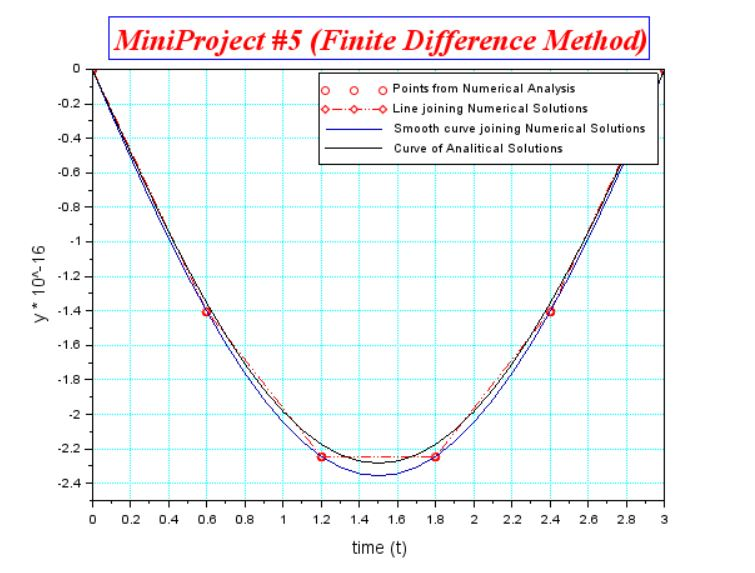 MiniProject #5 (Finite Difference Method)
Points from Numerical Analysis
Line joining Numerical Solutions
Smooth curve joining Numerical Solutions
Curve of Analitical Solutions
0
-0.2
-0.4
-0.6
-0.8
-1
-1.2
-1.4
-1.6
-1.8
-2
-2.2
-2.4
y * 10^-16
0 0.2 0.4 0.6 0.8 1 1.2 1.4 1.6 1.8 2 2.2 2.4 2.6 2.8 3
time (t)